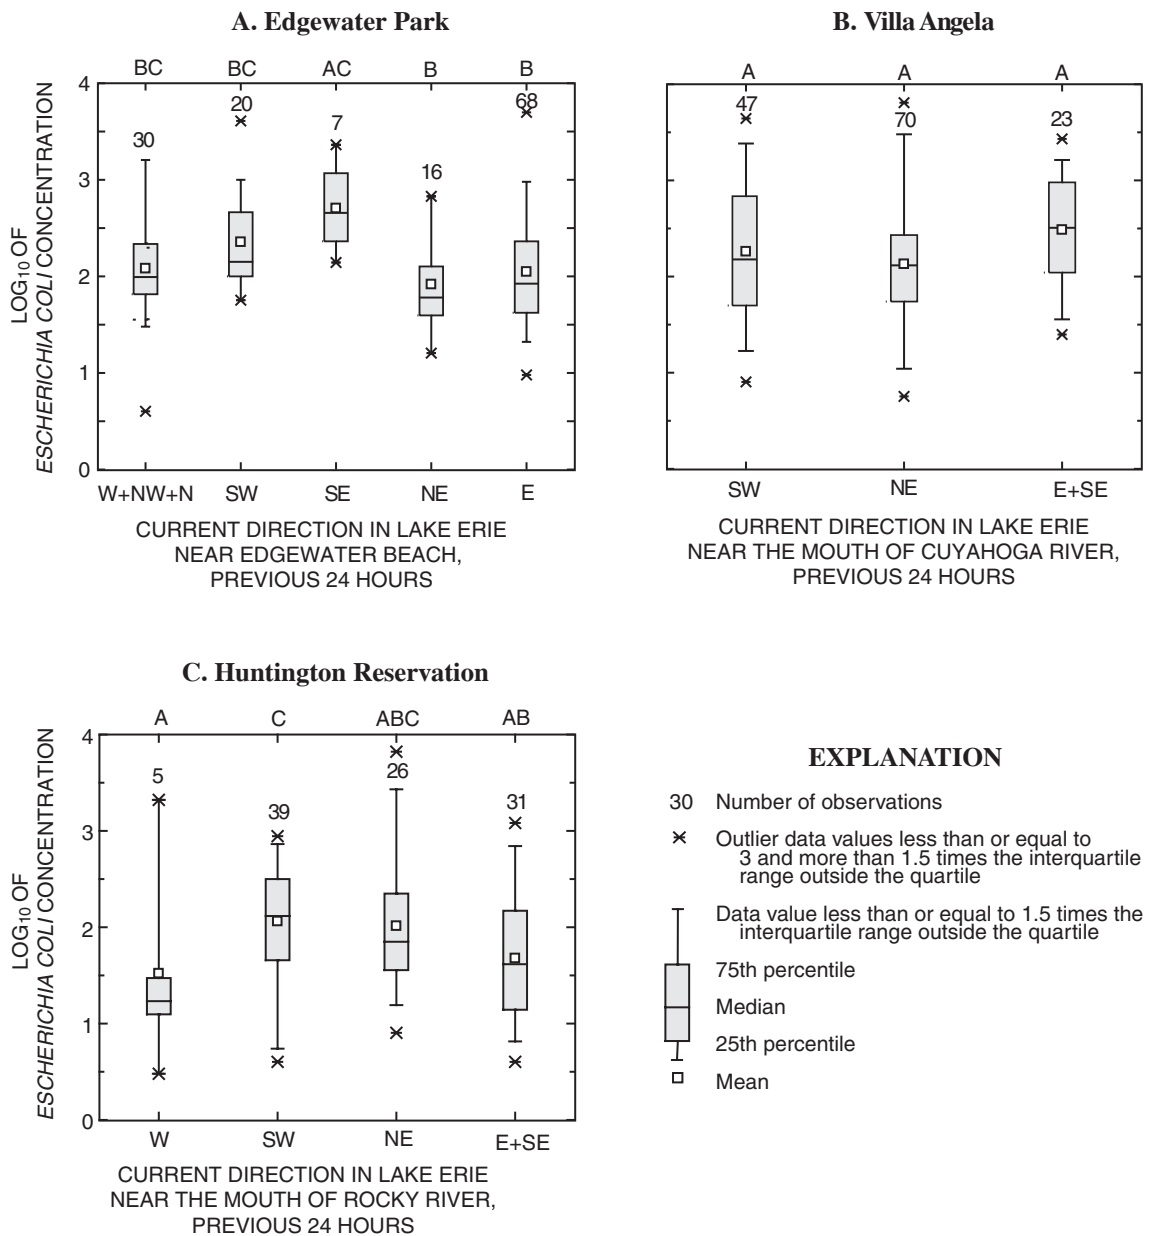 A. Edgewater Park
BC BC AC B B
4
3
2
1
0
30
20
7
16
68
LOG10 OF
ESCHERICHIA COLI CONCENTRATION
W+NW+N SW SE NE E
CURRENT DIRECTION IN LAKE ERIE
NEAR EDGEWATER BEACH,
PREVIOUS 24 HOURS
B. Villa Angela
A A A
47
70
23
SW NE E+SE
CURRENT DIRECTION IN LAKE ERIE
NEAR THE MOUTH OF CUYAHOGA RIVER,
PREVIOUS 24 HOURS
C. Huntington Reservation
A C ABC AB
4
3
2
1
0
5
39
26
31
LOG10 OF
ESCHERICHIA COLI CONCENTRATION
W SW NE E+SE
CURRENT DIRECTION IN LAKE ERIE
NEAR THE MOUTH OF ROCKY RIVER,
PREVIOUS 24 HOURS
EXPLANATION
30 Number of observations
Outlier data values less than or equal to
3 and more than 1.5 times the interquartile
range outside the quartile
Data value less than or equal to 1.5 times the
interquartile range outside the quartile
75th percentile
Median
25th percentile
Mean